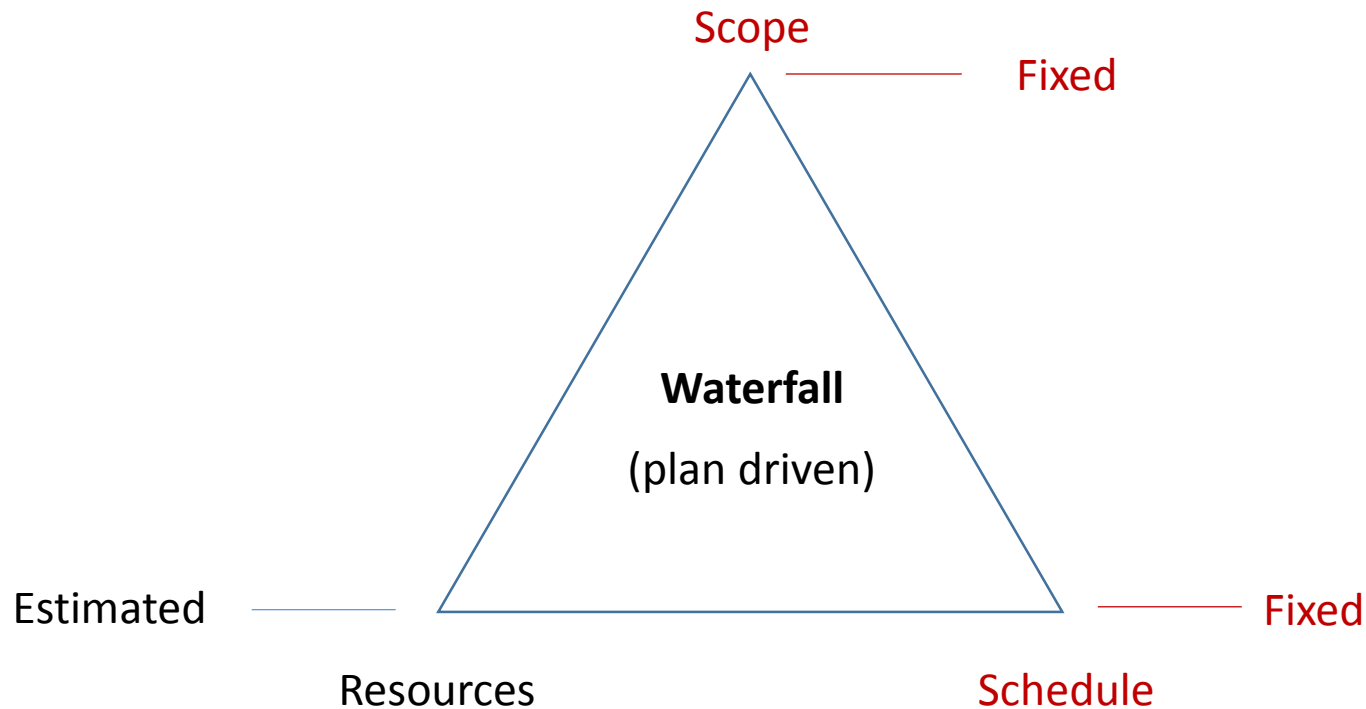 Scope
Fixed
Waterfall
(plan driven)
Estimated
Fixed
Resources
Schedule